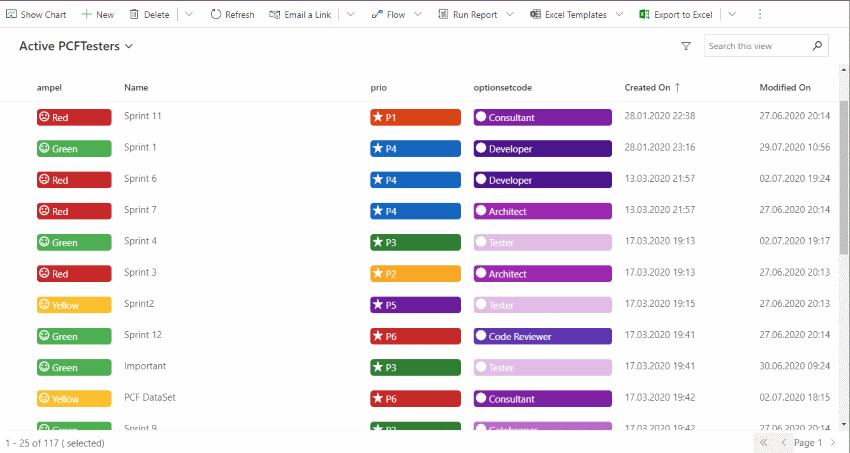 Show Chart New Delete Refresh Email a Link Flow Run Report Excel Templates Export to Excel
Active PCFTesters Search this view
ampel Name prio optionsetcode Created On Modified On
Red Sprint 11 P1 Consultant 28.01.2020 22:38 27.06.2020 20:14
Green Sprint 1 P4 Developer 28.01.2020 23:16 29.07.2020 10:56
Red Sprint 6 P4 Developer 13.03.2020 21:57 02.07.2020 19:24
Red Sprint 7 P4 Architect 13.03.2020 21:57 27.06.2020 20:14
Green Sprint 4 P3 Tester 17.03.2020 19:13 02.07.2020 19:17
Red Sprint 3 P2 Architect 17.03.2020 19:13 27.06.2020 20:13
Yellow Sprint2 P5 Tester 17.03.2020 19:15 27.06.2020 20:13
Green Sprint 12 P6 Code Reviewer 17.03.2020 19:41 27.06.2020 20:14
Green Important P3 Tester 17.03.2020 19:41 30.06.2020 09:24
Yellow PCF DataSet P6 Consultant 17.03.2020 19:42 02.07.2020 18:15
Green Sprint 9 P3 Gatekeeper 17.03.2020 19:42 27.06.2020 20:14
1 - 25 of 117 ( selected) Page 1